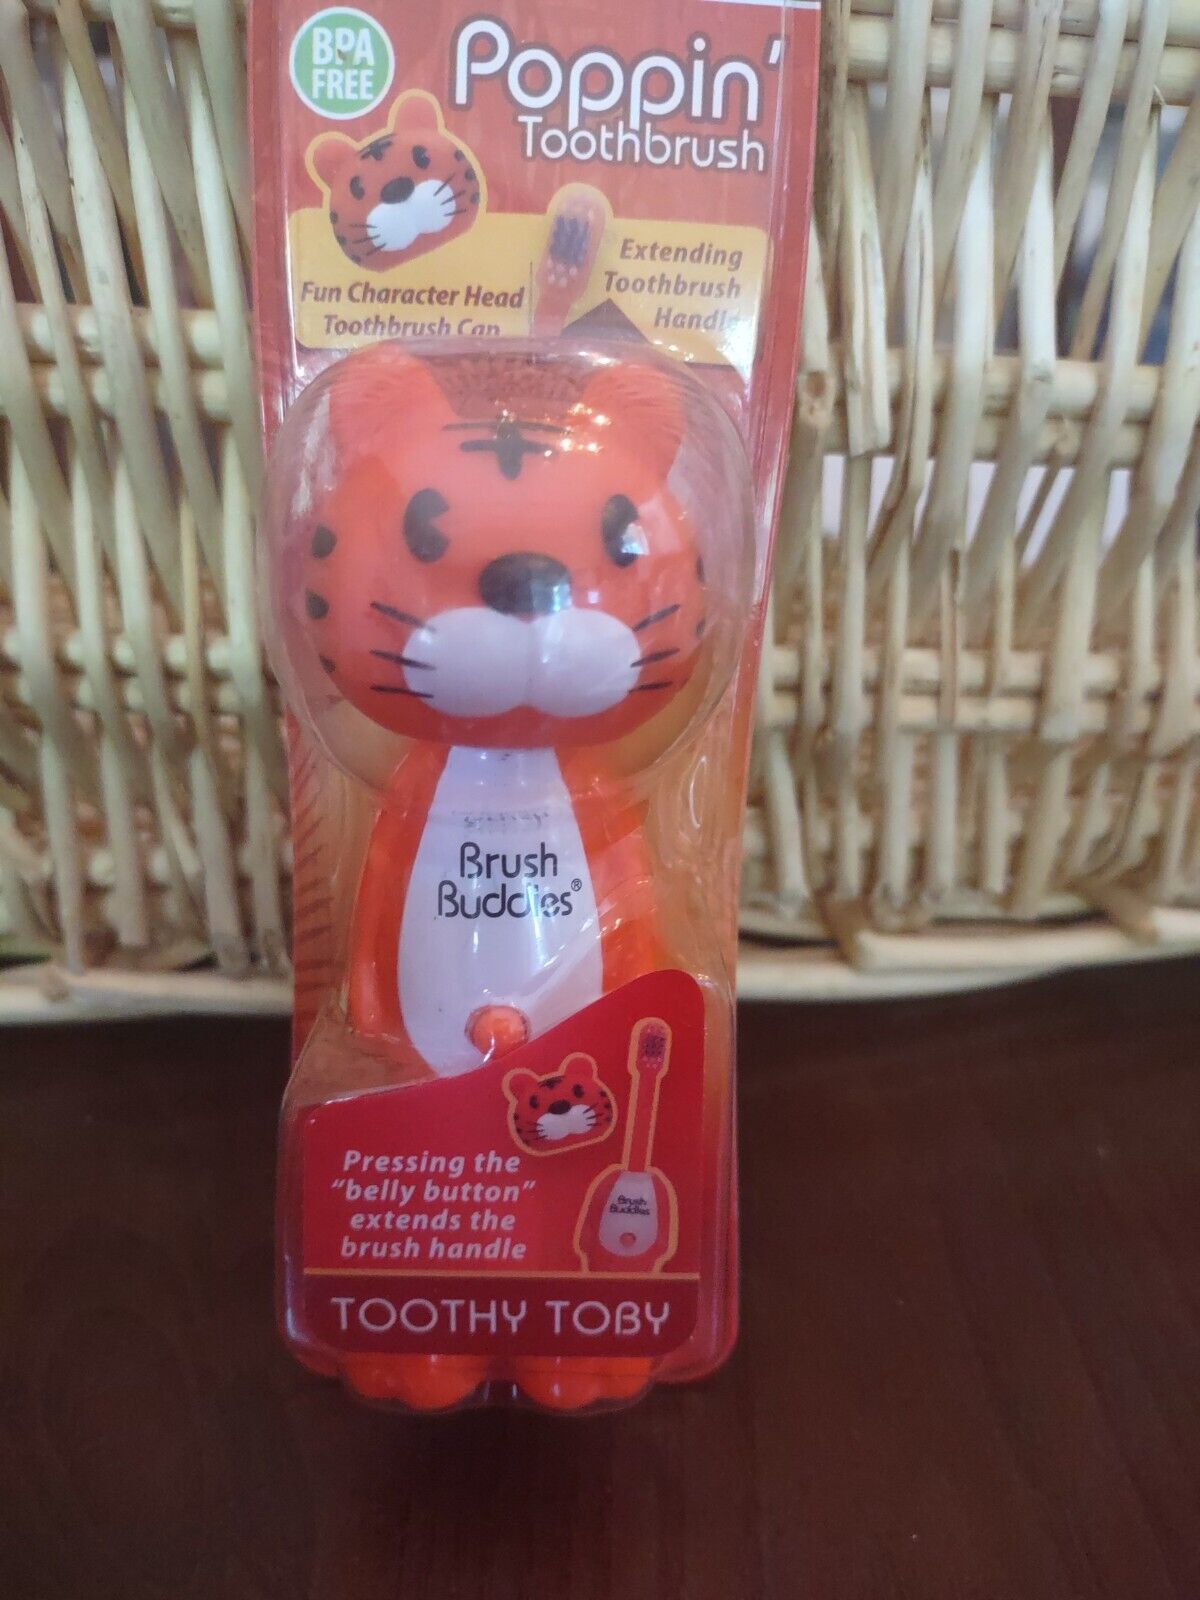 BPA
FREE
Poppin'
Toothbrush
Fun Character Head
Toothbrush Cap
Extending
Toothbrush
Handle
Brush
Buddies®
Brush
Buddies
Pressing the
"belly button"
extends the
brush handle
TOOTHY TOBY